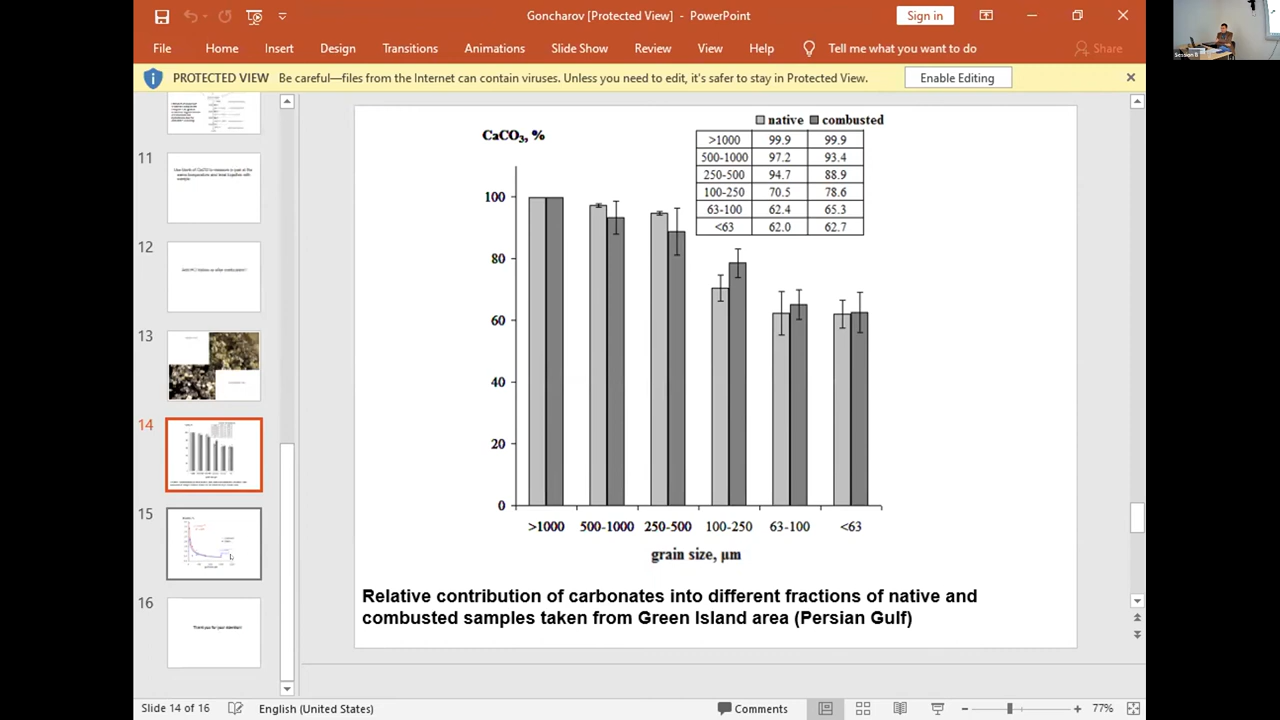 Goncharov [Protected View] - PowerPoint
Sign in
File Home Insert Design Transitions Animations Slide Show Review View Help Tell me what you want to do Share
PROTECTED VIEW Be careful—files from the Internet can contain viruses. Unless you need to edit, it's safer to stay in Protected View. Enable Editing
Session B
11
12
13
14
15
16
Thank you for your attention!
CaCO₃, %
native combusted
>1000 99.9 99.9
500-1000 97.2 93.4
250-500 94.7 88.9
100-250 70.5 78.6
63-100 62.4 65.3
<63 62.0 62.7
100
80
60
40
20
0
>1000 500-1000 250-500 100-250 63-100 <63
grain size, µm
Relative contribution of carbonates into different fractions of native and
combusted samples taken from Green Island area (Persian Gulf)
Slide 14 of 16 English (United States) Comments 77%